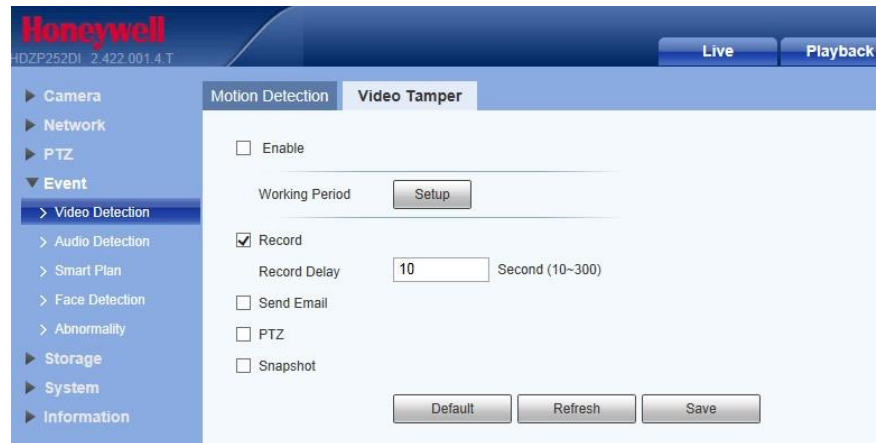 Honeywell
HDZP252DI 2.422.001.4.T
Live Playback
Camera
Network
PTZ
Event
Video Detection
Audio Detection
Smart Plan
Face Detection
Abnormality
Storage
System
Information
Motion Detection Video Tamper
Enable
Working Period Setup
Record
Record Delay 10 Second (10~300)
Send Email
PTZ
Snapshot
Default Refresh Save